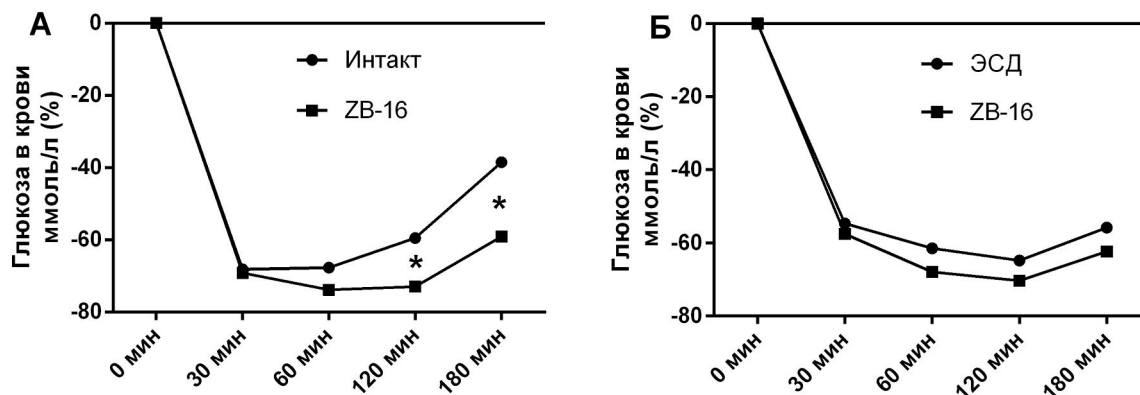 А
Глюкоза в крови
ммоль/л (%)
0
-20
-40
-60
-80
Интакт
ZB-16
*
*
0 мин
30 мин
60 мин
120 мин
180 мин
Б
Глюкоза в крови
ммоль/л (%)
0
-20
-40
-60
-80
ЭСД
ZB-16
0 мин
30 мин
60 мин
120 мин
180 мин